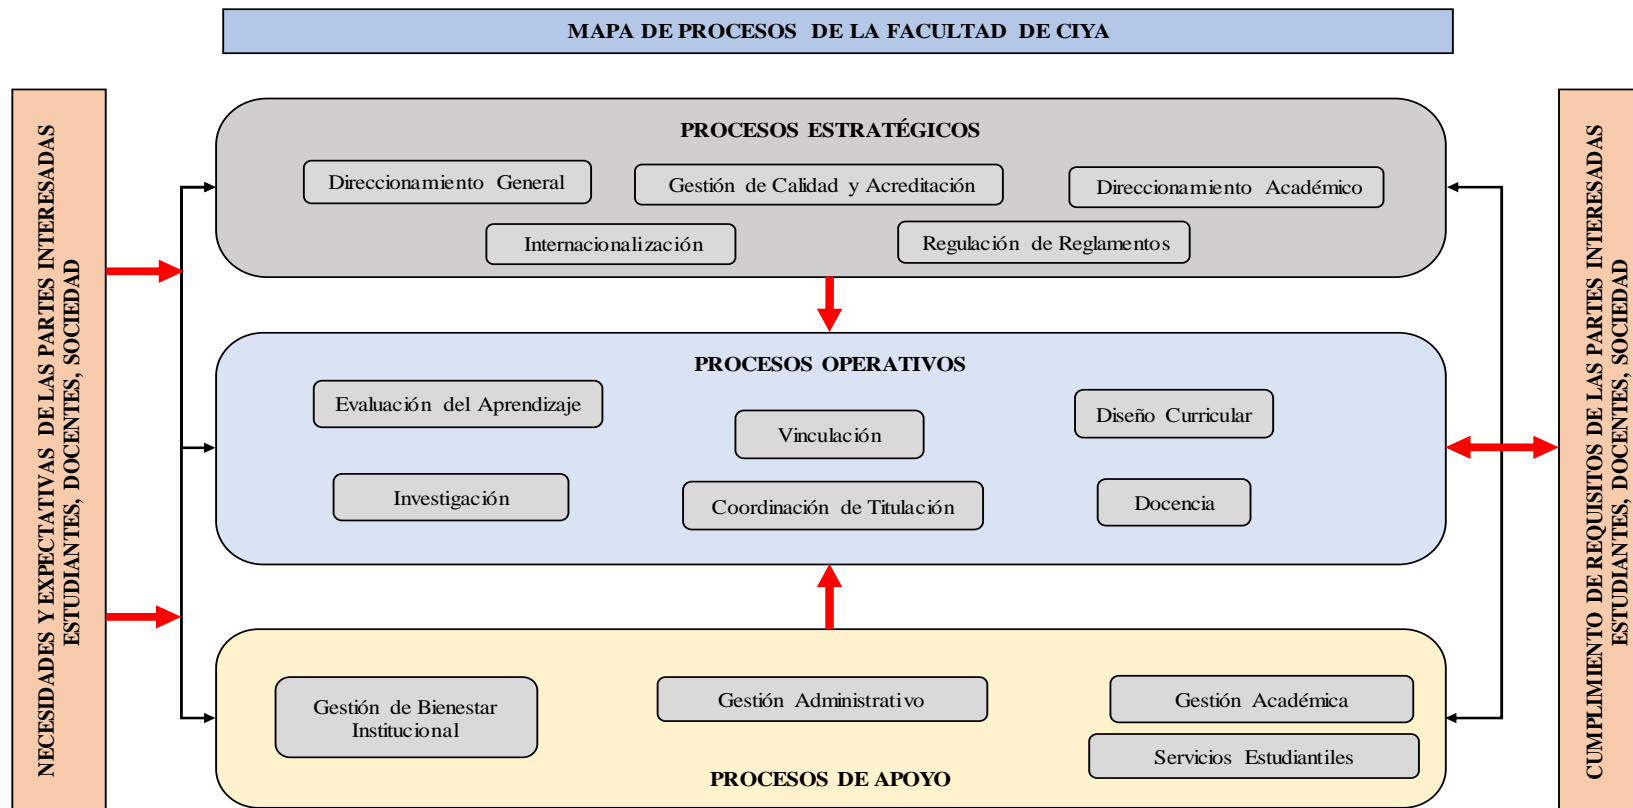 MAPA DE PROCESOS DE LA FACULTAD DE CIYA
NECESIDADES Y EXPECTATIVAS DE LAS PARTES INTERESADAS
ESTUDIANTES, DOCENTES, SOCIEDAD
PROCESOS ESTRATÉGICOS
Direccionamiento General
Gestión de Calidad y Acreditación
Direccionamiento Académico
Internacionalización
Regulación de Reglamentos
PROCESOS OPERATIVOS
Evaluación del Aprendizaje
Vinculación
Diseño Curricular
Investigación
Coordinación de Titulación
Docencia
Gestión de Bienestar
Institucional
Gestión Administrativo
Gestión Académica
Servicios Estudiantiles
PROCESOS DE APOYO
CUMPLIMIENTO DE REQUISITOS DE LAS PARTES INTERESADAS
ESTUDIANTES, DOCENTES, SOCIEDAD